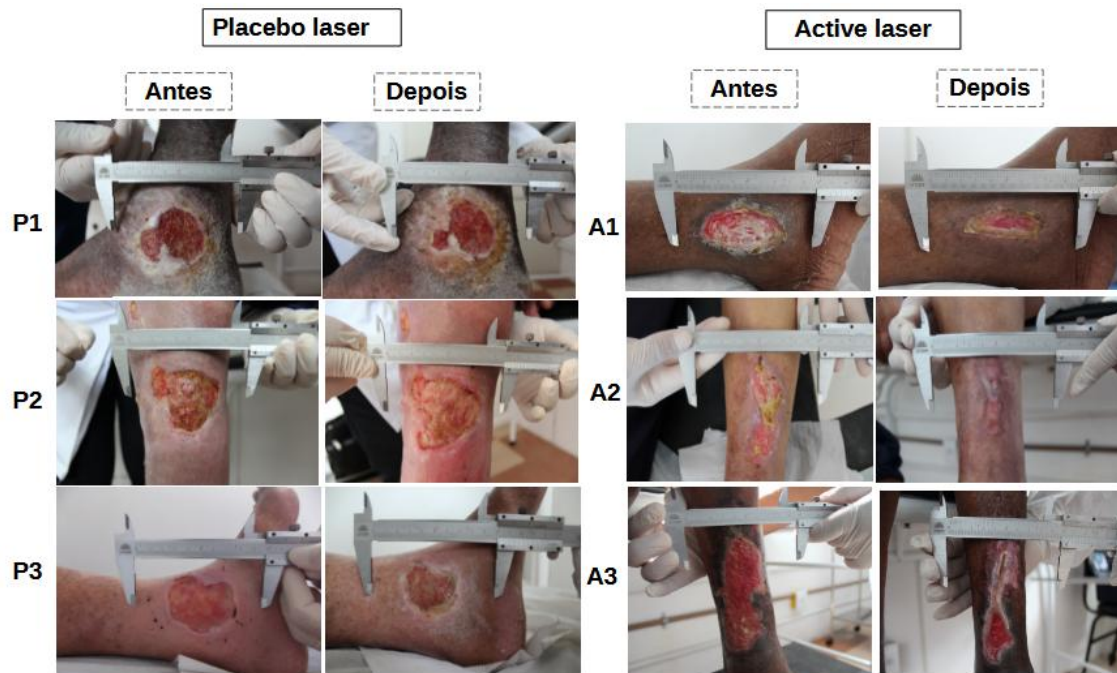 Placebo laser
Active laser
Antes
Depois
Antes
Depois
P1
A1
P2
A2
P3
A3